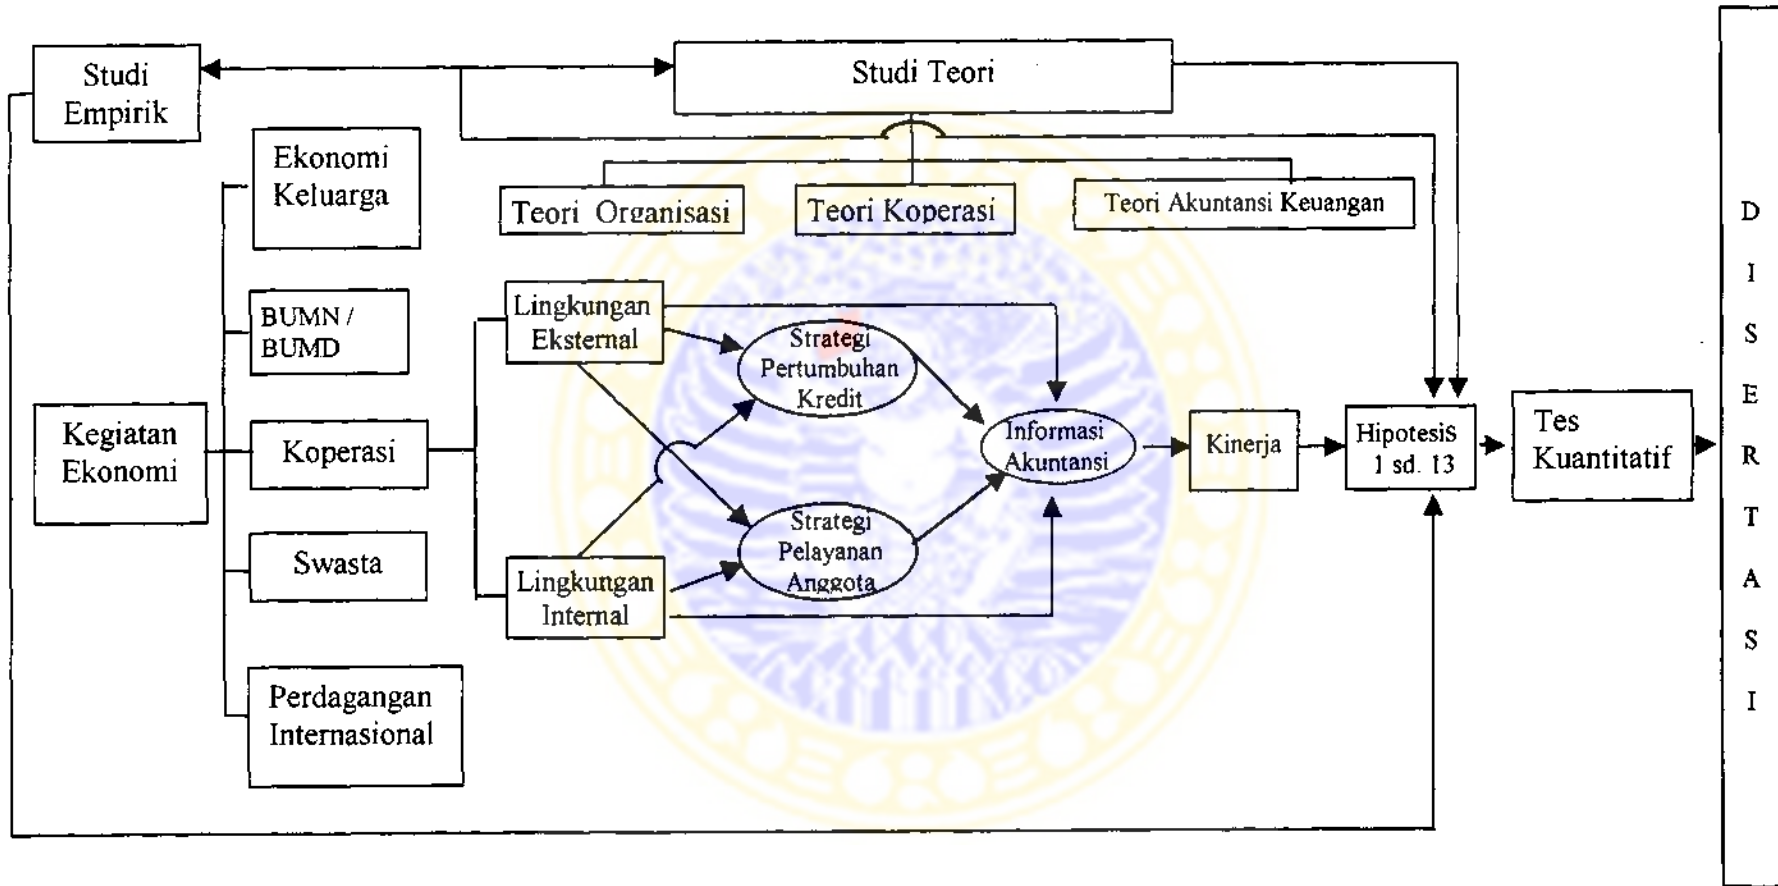 Studi
Empirik
Studi Teori
Ekonomi
Keluarga
Teori Organisasi
Teori Koperasi
Teori Akuntansi Keuangan
BUMN /
BUMD
Lingkungan
Eksternal
Strategi
Pertumbuhan
Kredit
Kegiatan
Ekonomi
Koperasi
Informasi
Akuntansi
Kinerja
Hipotesis
1 sd. 13
Tes
Kuantitatif
Swasta
Lingkungan
Internal
Strategi
Pelayanan
Anggota
Perdagangan
Internasional
D
I
S
E
R
T
A
S
I